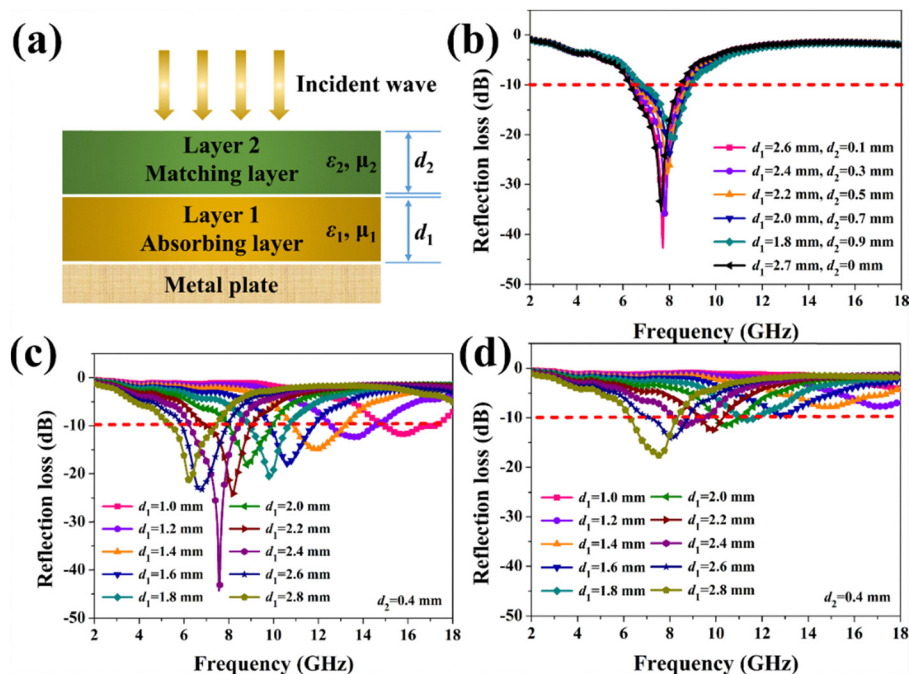 (a)
Incident wave
Layer 2
Matching layer
ε₂, μ₂
d₂
Layer 1
Absorbing layer
ε₁, μ₁
d₁
Metal plate
(b)
Reflection loss (dB)
0
-10
-20
-30
-40
-50
d₁=2.6 mm, d₂=0.1 mm
d₁=2.4 mm, d₂=0.3 mm
d₁=2.2 mm, d₂=0.5 mm
d₁=2.0 mm, d₂=0.7 mm
d₁=1.8 mm, d₂=0.9 mm
d₁=2.7 mm, d₂=0 mm
2 4 6 8 10 12 14 16 18
Frequency (GHz)
(c)
Reflection loss (dB)
0
-10
-20
-30
-40
-50
d₁=1.0 mm d₁=2.0 mm
d₁=1.2 mm d₁=2.2 mm
d₁=1.4 mm d₁=2.4 mm
d₁=1.6 mm d₁=2.6 mm
d₁=1.8 mm d₁=2.8 mm
d₂=0.4 mm
2 4 6 8 10 12 14 16 18
Frequency (GHz)
(d)
Reflection loss (dB)
0
-10
-20
-30
-40
-50
d₁=1.0 mm d₁=2.0 mm
d₁=1.2 mm d₁=2.2 mm
d₁=1.4 mm d₁=2.4 mm
d₁=1.6 mm d₁=2.6 mm
d₁=1.8 mm d₁=2.8 mm
d₂=0.4 mm
2 4 6 8 10 12 14 16 18
Frequency (GHz)